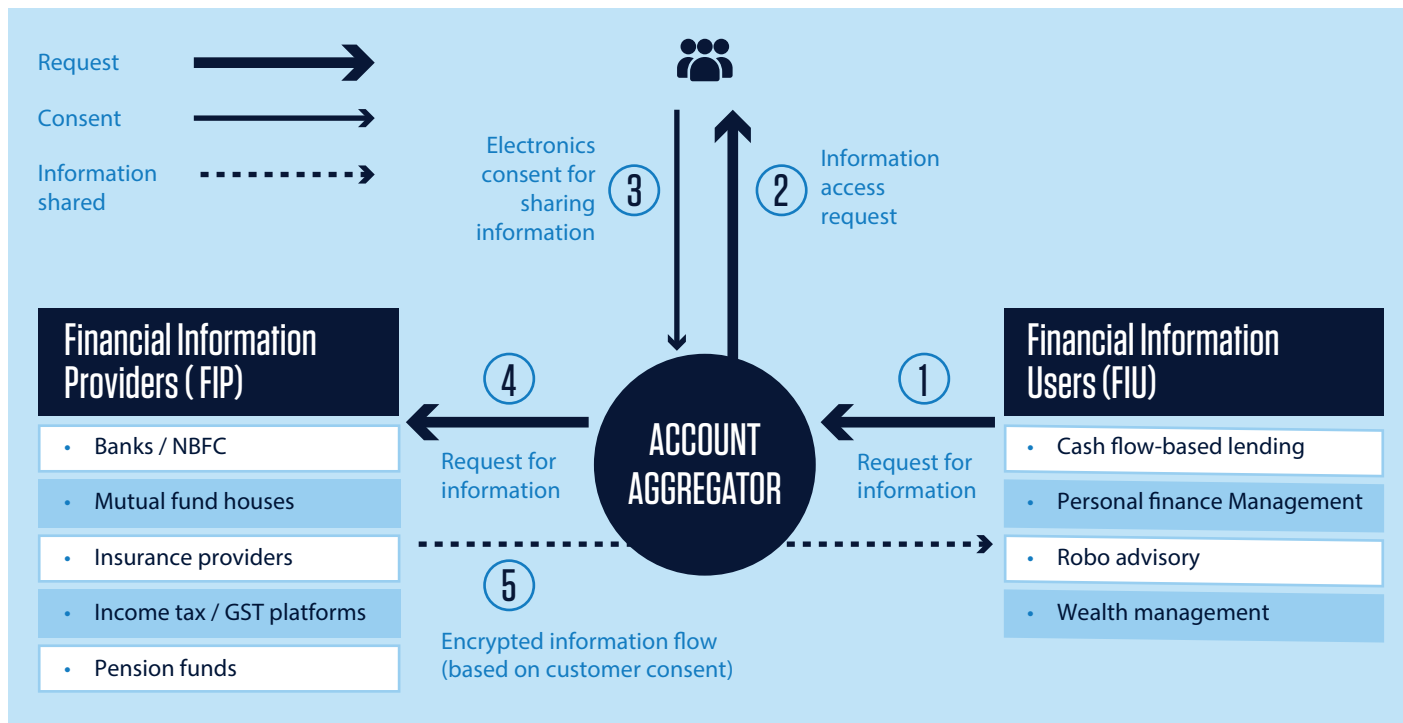 Request
Consent
Information
shared
Electronics
consent for
sharing
information
3
2
Information
access
request
Financial Information
Providers ( FIP)
• Banks / NBFC
• Mutual fund houses
• Insurance providers
• Income tax / GST platforms
• Pension funds
4
Request for
information
5
Encrypted information flow
(based on customer consent)
ACCOUNT
AGGREGATOR
1
Request for
information
Financial Information
Users (FIU)
• Cash flow-based lending
• Personal finance Management
• Robo advisory
• Wealth management